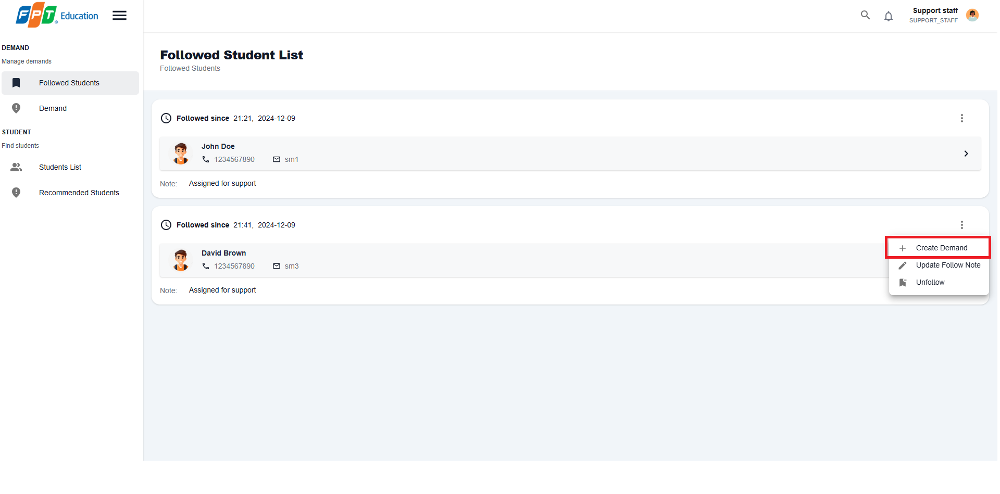 FPT Education
Support staff
SUPPORT_STAFF
DEMAND
Manage demands
Followed Students
Demand
STUDENT
Find students
Students List
Recommended Students
Followed Student List
Followed Students
Followed since 21:21, 2024-12-09
John Doe
1234567890 sm1
Note: Assigned for support
Followed since 21:41, 2024-12-09
David Brown
1234567890 sm3
Note: Assigned for support
Create Demand
Update Follow Note
Unfollow